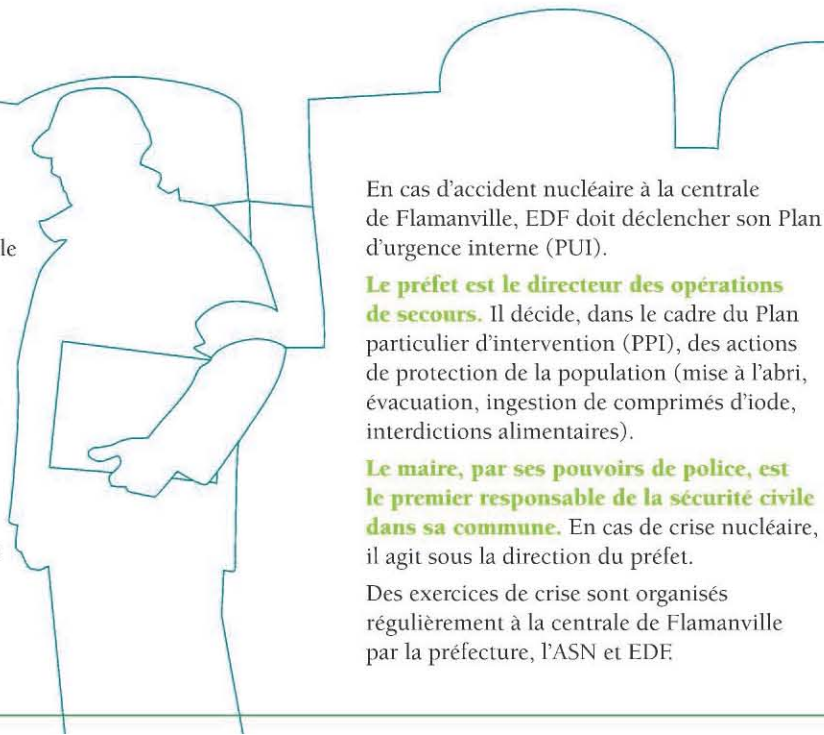 le
En cas d'accident nucléaire à la centrale
de Flamanville, EDF doit déclencher son Plan
d'urgence interne (PUI).
Le préfet est le directeur des opérations
de secours. Il décide, dans le cadre du Plan
particulier d'intervention (PPI), des actions
de protection de la population (mise à l'abri,
évacuation, ingestion de comprimés d'iode,
interdictions alimentaires).
Le maire, par ses pouvoirs de police, est
le premier responsable de la sécurité civile
dans sa commune. En cas de crise nucléaire,
il agit sous la direction du préfet.
Des exercices de crise sont organisés
régulièrement à la centrale de Flamanville
par la préfecture, l'ASN et EDF.